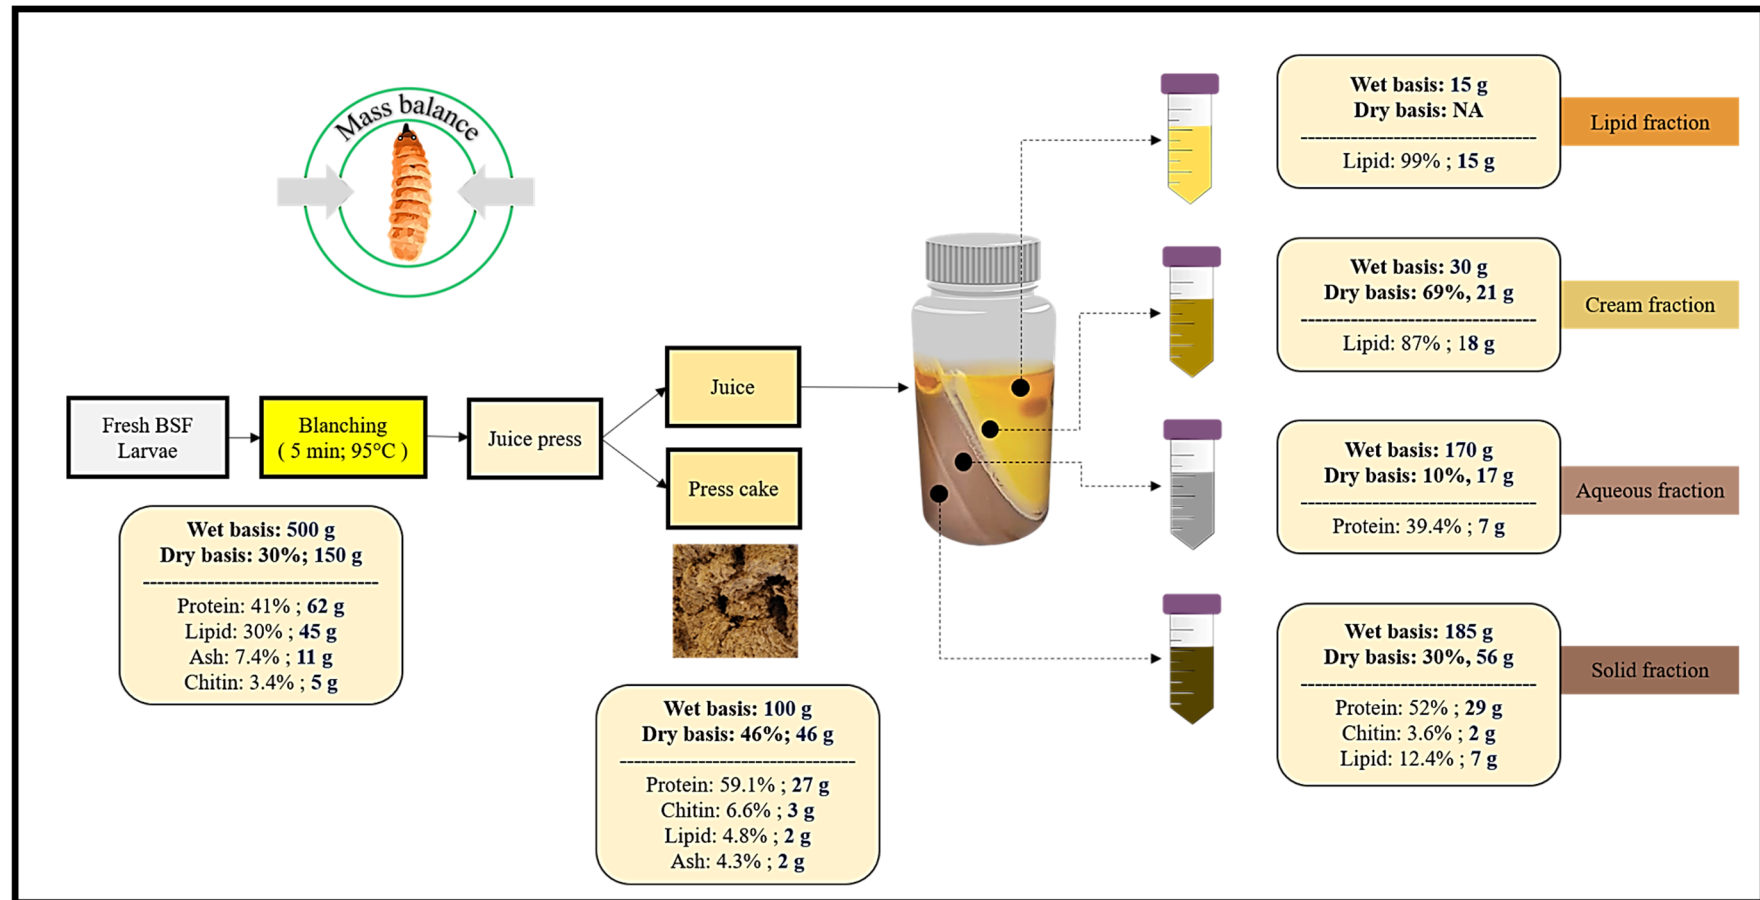 Mass balance
Fresh BSF
Larvae
Blanching
( 5 min; 95°C )
Juice press
Juice
Press cake
Wet basis: 500 g
Dry basis: 30%; 150 g
---------------------------------
Protein: 41% ; 62 g
Lipid: 30% ; 45 g
Ash: 7.4% ; 11 g
Chitin: 3.4% ; 5 g
Wet basis: 100 g
Dry basis: 46%; 46 g
---------------------------------
Protein: 59.1% ; 27 g
Chitin: 6.6% ; 3 g
Lipid: 4.8% ; 2 g
Ash: 4.3% ; 2 g
Wet basis: 15 g
Dry basis: NA
---------------------------------
Lipid: 99% ; 15 g
Lipid fraction
Wet basis: 30 g
Dry basis: 69%, 21 g
---------------------------------
Lipid: 87% ; 18 g
Cream fraction
Wet basis: 170 g
Dry basis: 10%, 17 g
---------------------------------
Protein: 39.4% ; 7 g
Aqueous fraction
Wet basis: 185 g
Dry basis: 30%, 56 g
---------------------------------
Protein: 52% ; 29 g
Chitin: 3.6% ; 2 g
Lipid: 12.4% ; 7 g
Solid fraction